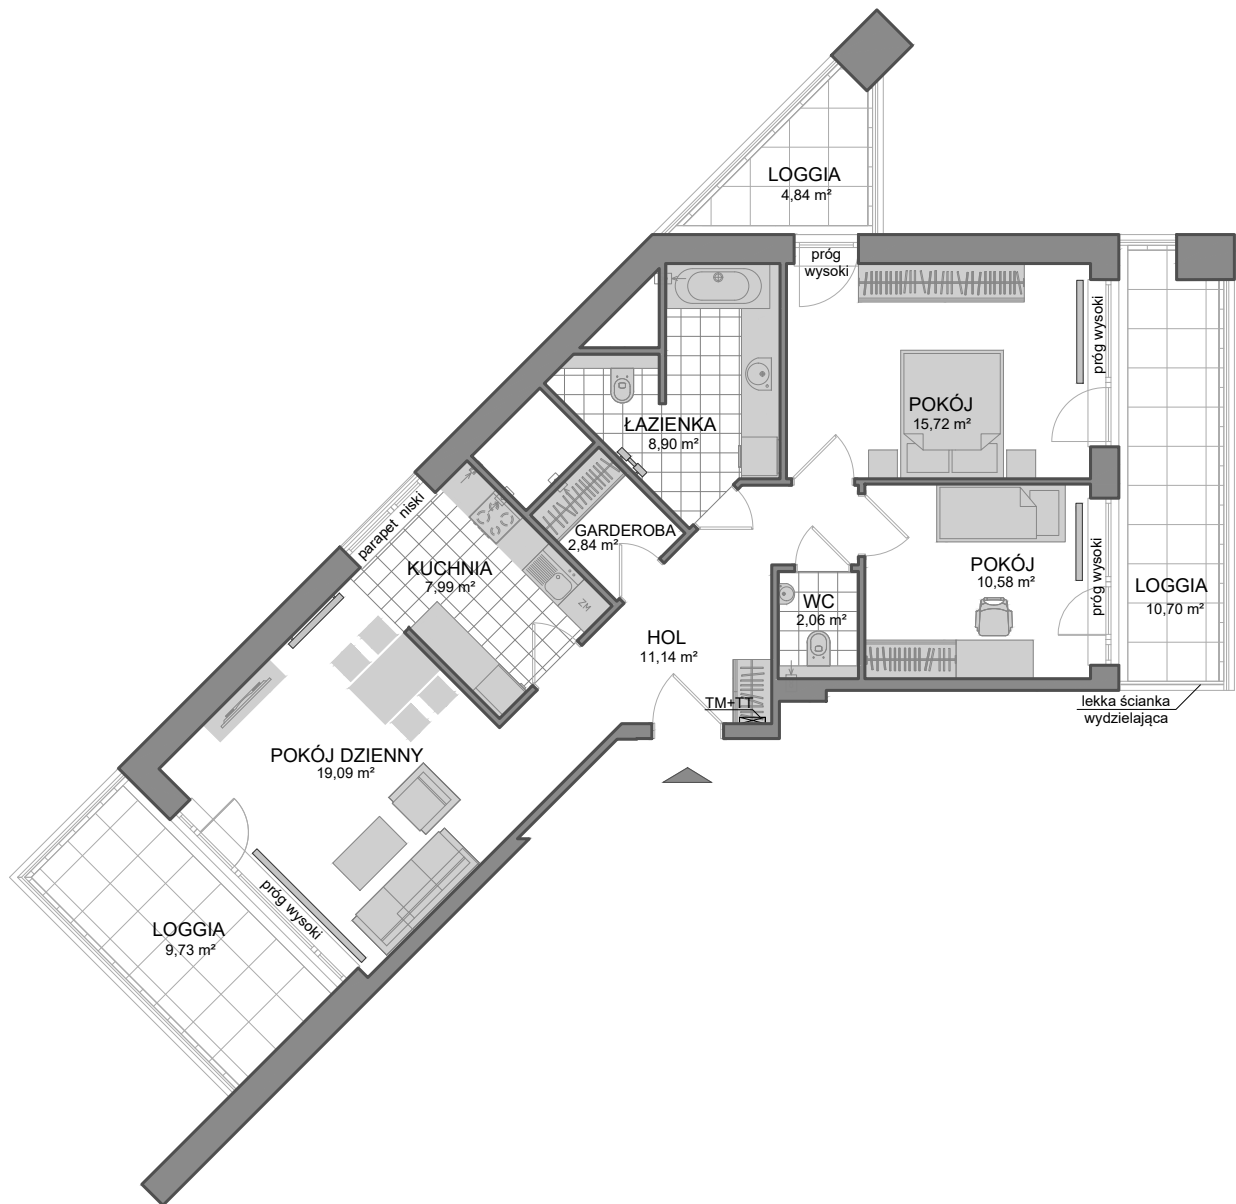 LOGGIA
4,84 m²
próg
wysoki
próg wysoki
POKÓJ
15,72 m²
ŁAZIENKA
8,90 m²
parapet niski
GARDEROBA
2,84 m²
KUCHNIA
7,99 m²
ZM
POKÓJ
10,58 m²
próg wysoki
LOGGIA
10,70 m²
WC
2,06 m²
HOL
11,14 m²
TM+TT
lekka ścianka
wydzielająca
POKÓJ DZIENNY
19,09 m²
próg wysoki
LOGGIA
9,73 m²